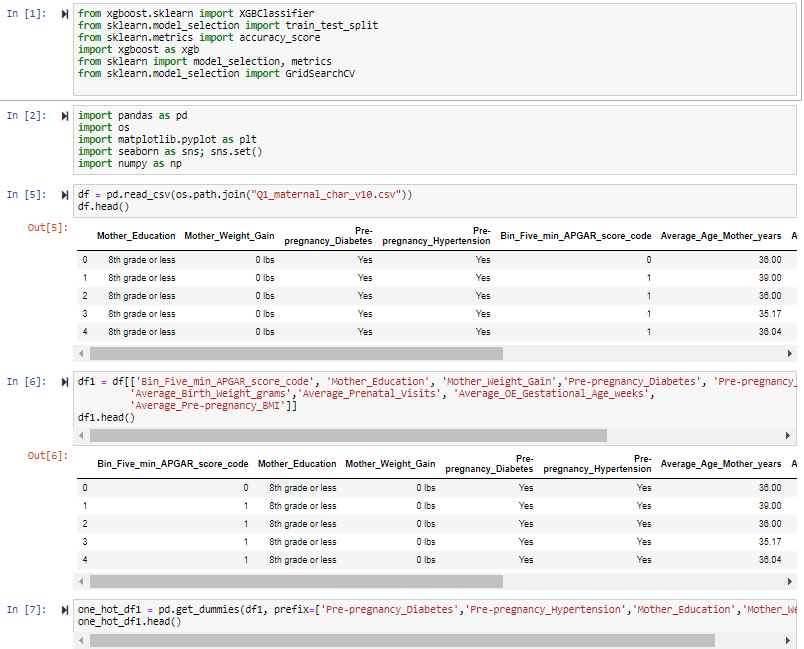 In [1]:
from xgboost.sklearn import XGBClassifier
from sklearn.model_selection import train_test_split
from sklearn.metrics import accuracy_score
import xgboost as xgb
from sklearn import model_selection, metrics
from sklearn.model_selection import GridSearchCV
In [2]:
import pandas as pd
import os
import matplotlib.pyplot as plt
import seaborn as sns; sns.set()
import numpy as np
In [5]:
df = pd.read_csv(os.path.join("Q1_maternal_char_v10.csv"))
df.head()
Out[5]:
Mother_Education Mother_Weight_Gain Pre-pregnancy_Diabetes Pre-pregnancy_Hypertension Bin_Five_min_APGAR_score_code Average_Age_Mother_years A
0 8th grade or less 0 lbs Yes Yes 0 36.00
1 8th grade or less 0 lbs Yes Yes 1 39.00
2 8th grade or less 0 lbs Yes Yes 1 36.00
3 8th grade or less 0 lbs Yes Yes 1 35.17
4 8th grade or less 0 lbs Yes Yes 1 36.04
In [6]:
df1 = df[['Bin_Five_min_APGAR_score_code', 'Mother_Education', 'Mother_Weight_Gain','Pre-pregnancy_Diabetes', 'Pre-pregnancy_
'Average_Birth_Weight_grams','Average_Prenatal_Visits', 'Average_OE_Gestational_Age_weeks',
'Average_Pre-pregnancy_BMI']]
df1.head()
Out[6]:
Bin_Five_min_APGAR_score_code Mother_Education Mother_Weight_Gain Pre-pregnancy_Diabetes Pre-pregnancy_Hypertension Average_Age_Mother_years A
0 0 8th grade or less 0 lbs Yes Yes 36.00
1 1 8th grade or less 0 lbs Yes Yes 39.00
2 1 8th grade or less 0 lbs Yes Yes 36.00
3 1 8th grade or less 0 lbs Yes Yes 35.17
4 1 8th grade or less 0 lbs Yes Yes 36.04
In [7]:
one_hot_df1 = pd.get_dummies(df1, prefix=['Pre-pregnancy_Diabetes','Pre-pregnancy_Hypertension','Mother_Education','Mother_We
one_hot_df1.head()